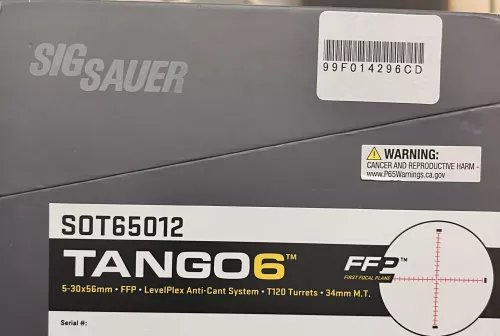 SIG SAUER
99F014296CD
WARNING:
CANCER AND REPRODUCTIVE HARM -
www.P65Warnings.ca.gov
SOT65012
TANGO6™
FFP™
FIRST FOCAL PLANE
5-30x56mm • FFP • LevelPlex Anti-Cant System • T120 Turrets • 34mm M.T.
Serial #: